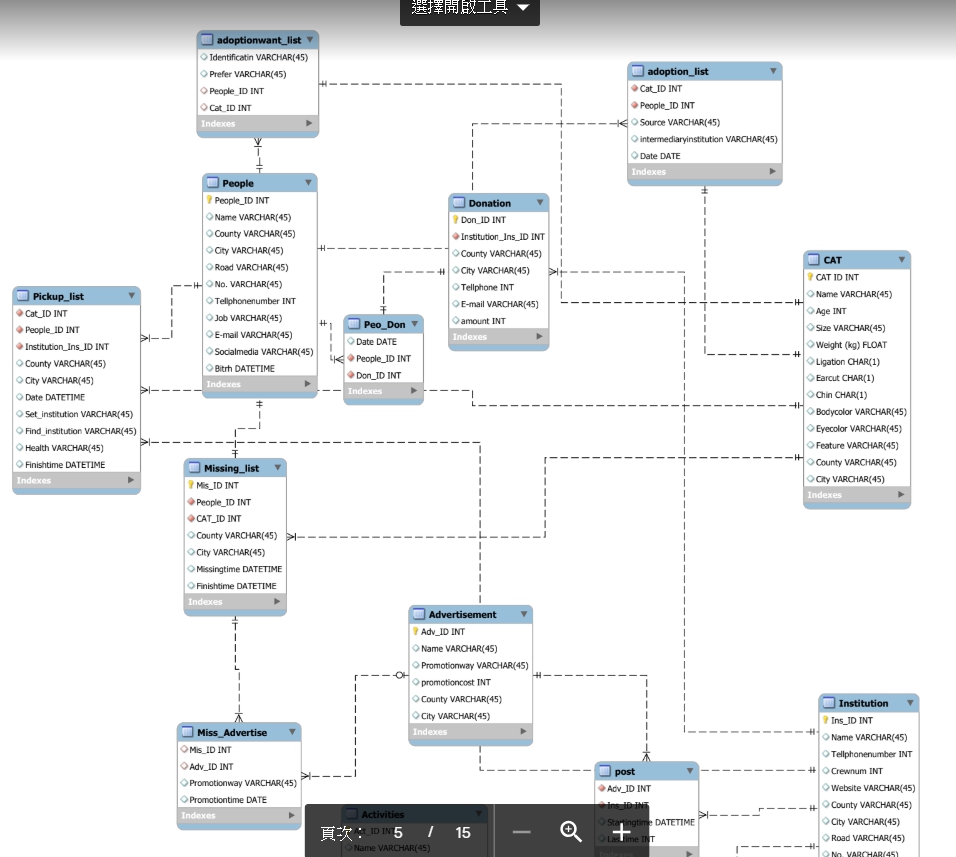 選擇開啟工具
adoptionwant_list
Identificatin VARCHAR(45)
Prefer VARCHAR(45)
People_ID INT
Cat_ID INT
Indexes
adoption_list
Cat_ID INT
People_ID INT
Source VARCHAR(45)
intermediaryinstitution VARCHAR(45)
Date DATE
Indexes
People
People_ID INT
Name VARCHAR(45)
County VARCHAR(45)
City VARCHAR(45)
Road VARCHAR(45)
No. VARCHAR(45)
Tellphonenumber INT
Job VARCHAR(45)
E-mail VARCHAR(45)
Socialmedia VARCHAR(45)
Bitrh DATETIME
Indexes
Donation
Don_ID INT
Institution_Ins_ID INT
County VARCHAR(45)
City VARCHAR(45)
Tellphone INT
E-mail VARCHAR(45)
amount INT
Indexes
CAT
CAT ID INT
Name VARCHAR(45)
Age INT
Size VARCHAR(45)
Weight (kg) FLOAT
Ligation CHAR(1)
Earcut CHAR(1)
Chin CHAR(1)
Bodycolor VARCHAR(45)
Eyecolor VARCHAR(45)
Feature VARCHAR(45)
County VARCHAR(45)
City VARCHAR(45)
Indexes
Pickup_list
Cat_ID INT
People_ID INT
Institution_Ins_ID INT
County VARCHAR(45)
City VARCHAR(45)
Date DATETIME
Set_institution VARCHAR(45)
Find_institution VARCHAR(45)
Health VARCHAR(45)
Finishtime DATETIME
Indexes
Peo_Don
Date DATE
People_ID INT
Don_ID INT
Indexes
Missing_list
Mis_ID INT
People_ID INT
CAT_ID INT
County VARCHAR(45)
City VARCHAR(45)
Missingtime DATETIME
Finishtime DATETIME
Indexes
Advertisement
Adv_ID INT
Name VARCHAR(45)
Promotionway VARCHAR(45)
promotioncost INT
County VARCHAR(45)
City VARCHAR(45)
Indexes
Miss_Advertise
Mis_ID INT
Adv_ID INT
Promotionway VARCHAR(45)
Promotiontime DATE
Indexes
post
Adv_ID INT
Ins_ID INT
Startingtime DATETIME
Lasttime INT
Indexes
Institution
Ins_ID INT
Name VARCHAR(45)
Tellphonenumber INT
Crewnum INT
Website VARCHAR(45)
County VARCHAR(45)
City VARCHAR(45)
Road VARCHAR(45)
No. VARCHAR(45)
Activities
Act_ID INT
Name VARCHAR(45)
頁次： 5 / 15